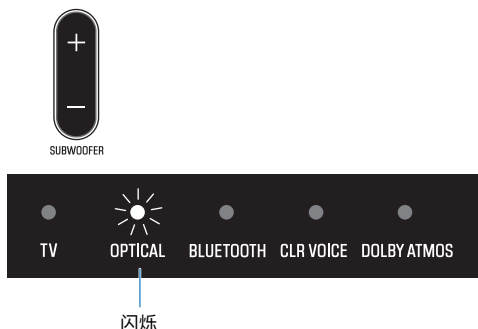 +
—
SUBWOOFER
TV OPTICAL BLUETOOTH CLR VOICE DOLBY ATMOS
闪烁